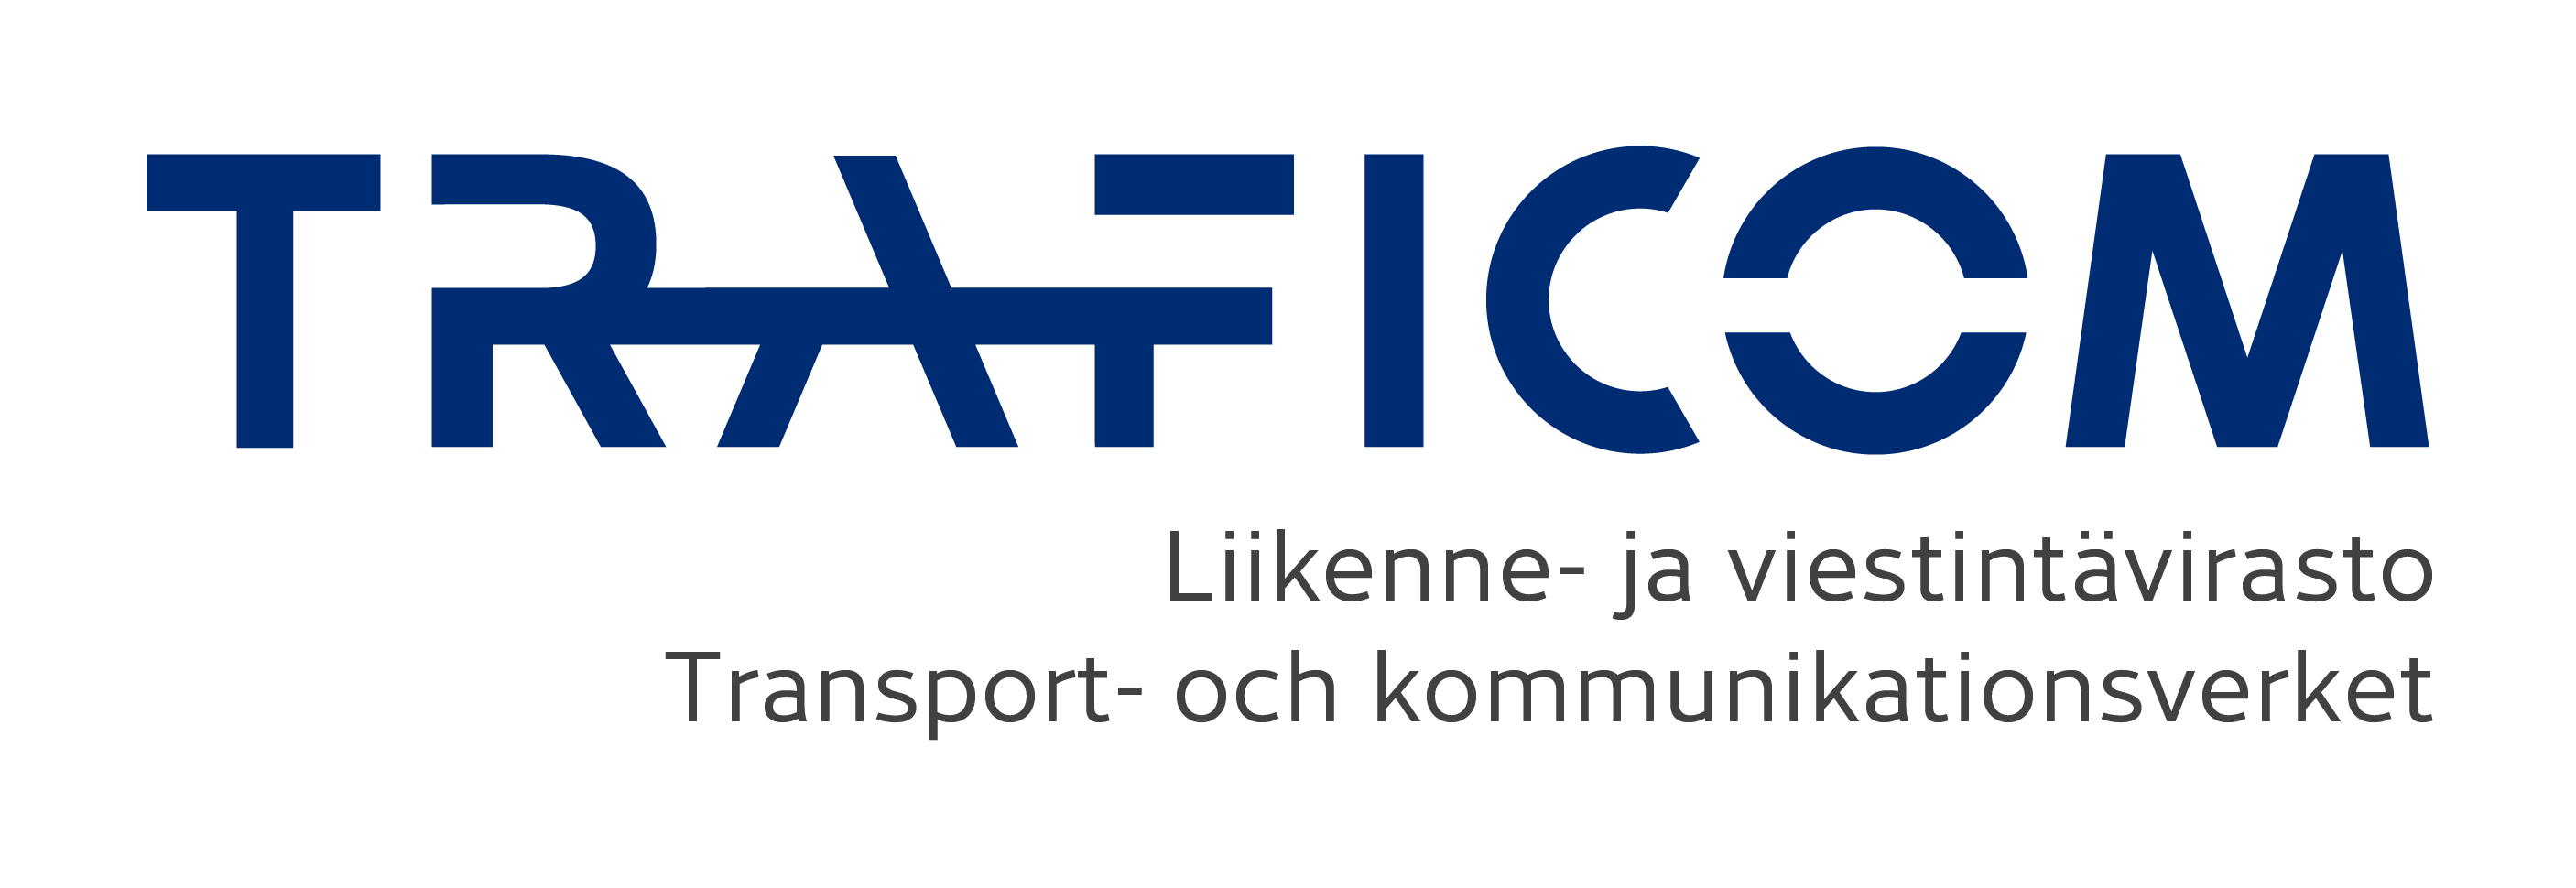 TRAFICOM
Liikenne- ja viestintävirasto
Transport- och kommunikationsverket